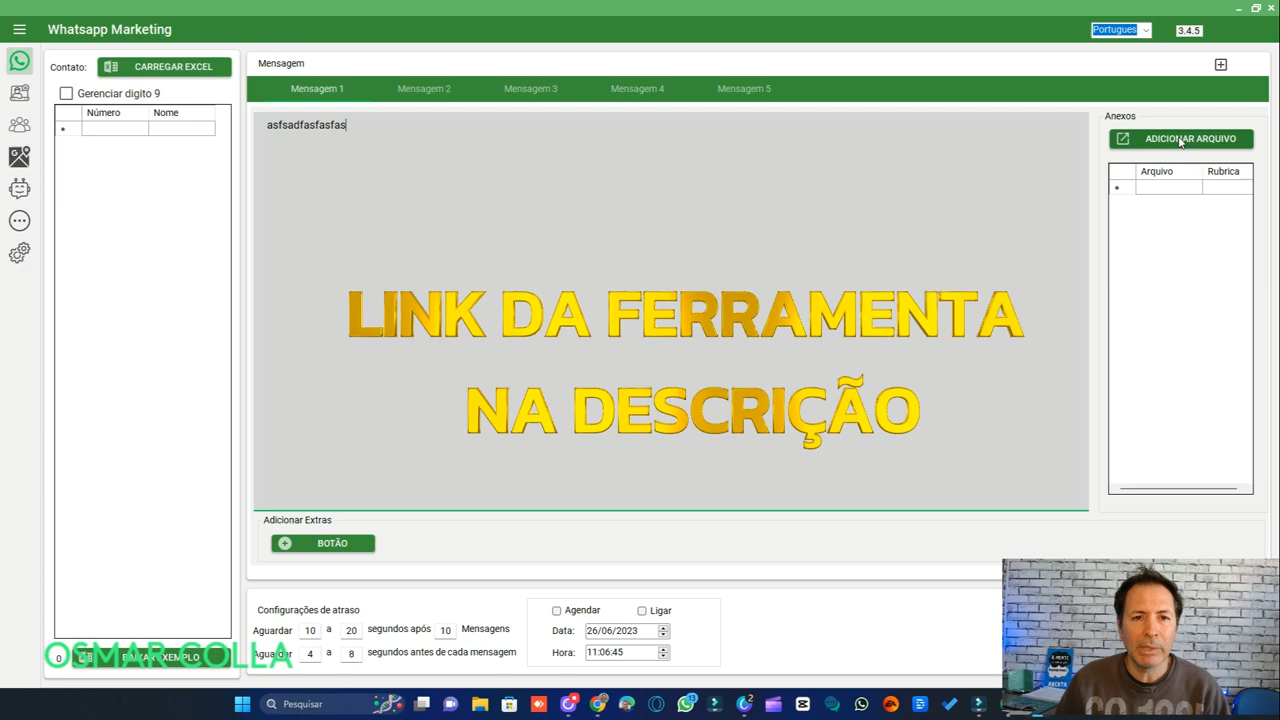 Whatsapp Marketing
Portugues
3.4.5
Contato:
CARREGAR EXCEL
Gerenciar digito 9
Número Nome
Mensagem
Mensagem 1 Mensagem 2 Mensagem 3 Mensagem 4 Mensagem 5
asfsadfasfasfas
Anexos
ADICIONAR ARQUIVO
Arquivo Rubrica
LINK DA FERRAMENTA
NA DESCRIÇÃO
Adicionar Extras
BOTÃO
Configurações de atraso
Aguardar 10 a 20 segundos após 10 Mensagens
Aguardar 4 a 8 segundos antes de cada mensagem
Agendar Ligar
Data: 26/06/2023
Hora: 11:06:45
OSMAR COLLA
0
EXEMPLO
Pesquisar